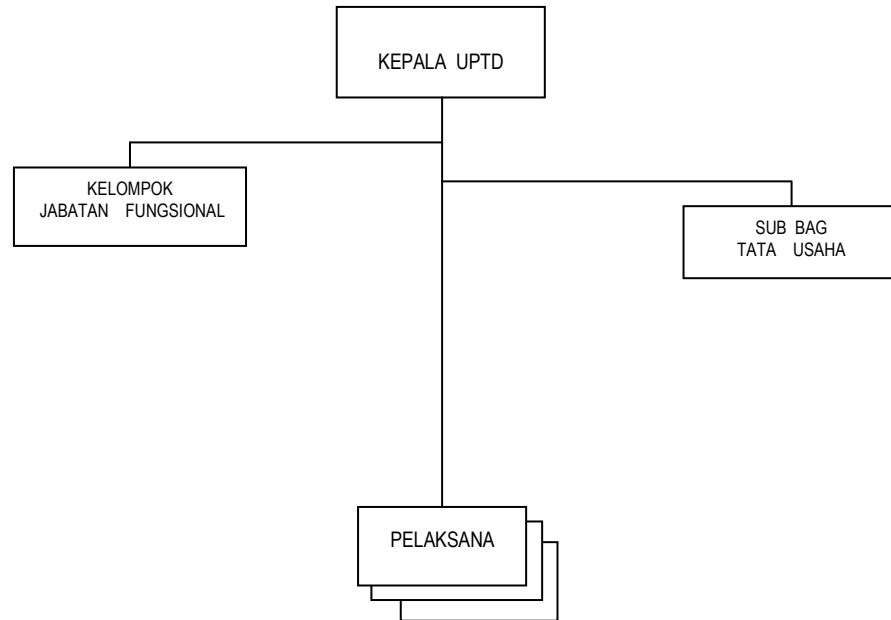 KEPALA UPTD
KELOMPOK
JABATAN FUNGSIONAL
SUB BAG
TATA USAHA
PELAKSANA